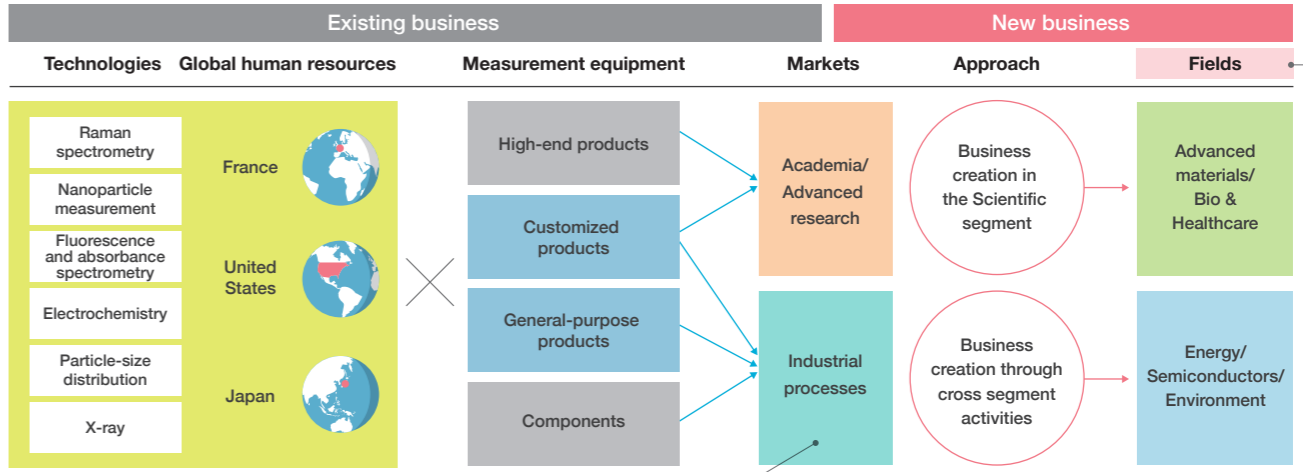 Existing business
New business
Technologies
Global human resources
Measurement equipment
Markets
Approach
Fields
Raman
spectrometry
Nanoparticle
measurement
Fluorescence
and absorbance
spectrometry
Electrochemistry
Particle-size
distribution
X-ray
France
United
States
Japan
High-end products
Customized
products
General-purpose
products
Components
Academia/
Advanced
research
Industrial
processes
Business
creation in
the Scientific
segment
Business
creation through
cross segment
activities
Advanced
materials/
Bio &
Healthcare
Energy/
Semiconductors/
Environment